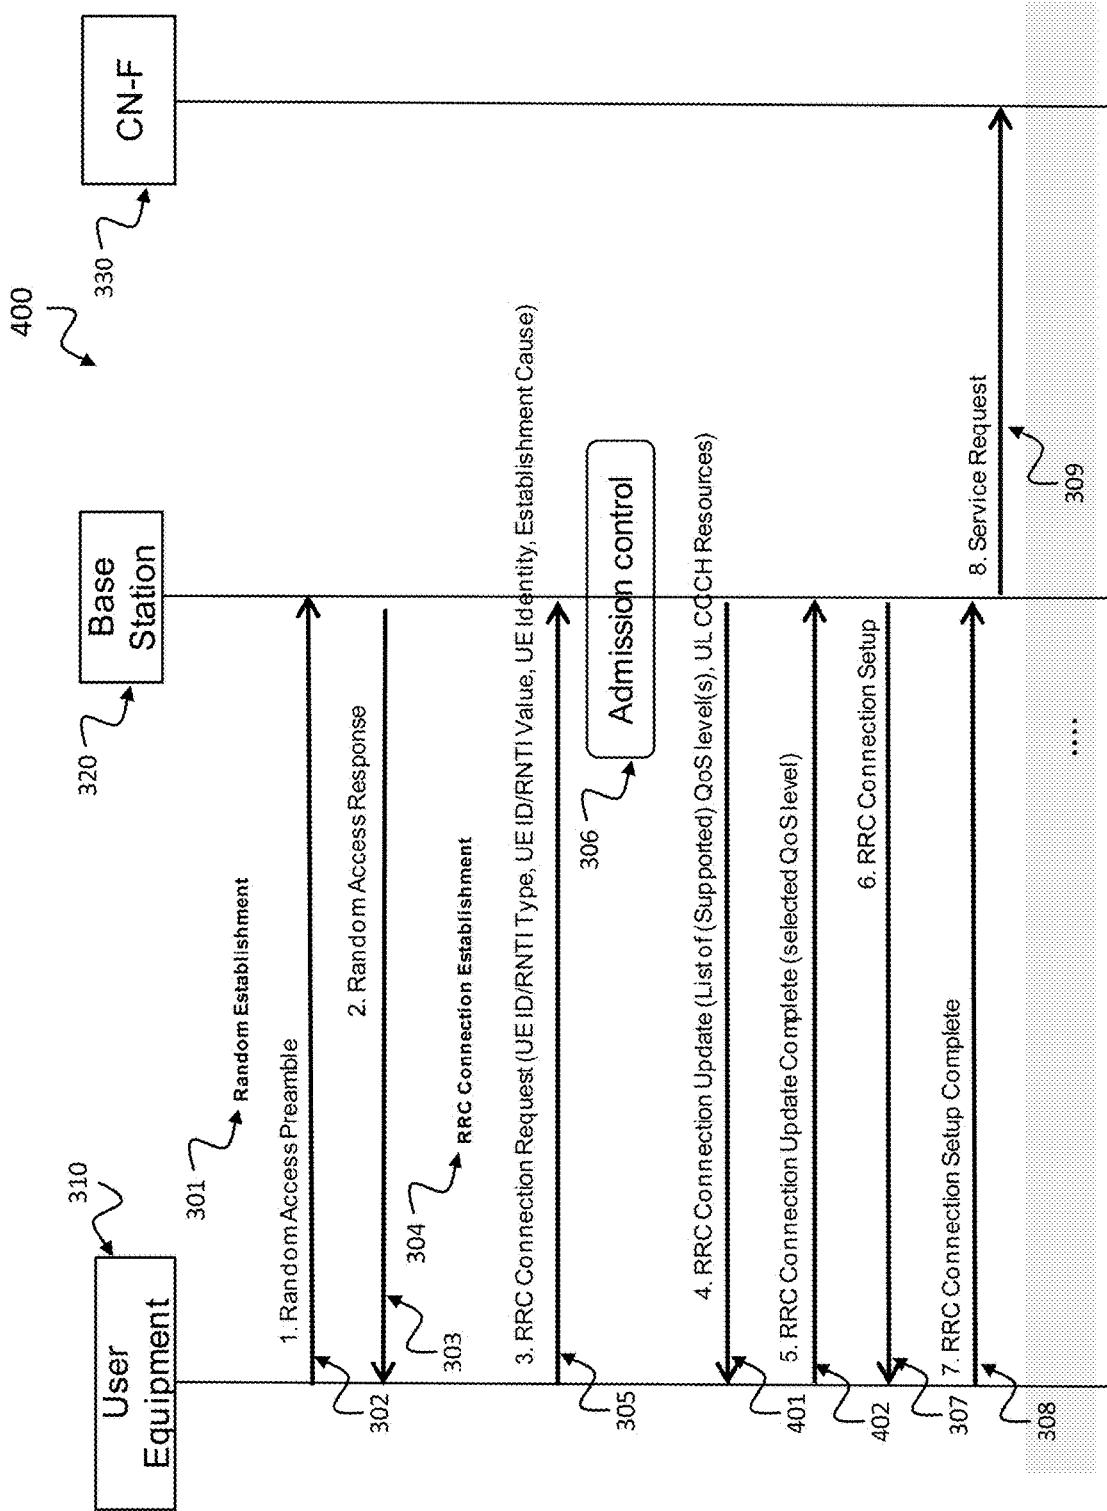 400
User
Equipment
310
Base
Station
320
CN-F
330
301
Random Establishment
1. Random Access Preamble
302
2. Random Access Response
303
304
RRC Connection Establishment
3. RRC Connection Request (UE ID/RNTI Type, UE ID/RNTI Value, UE Identity, Establishment Cause)
305
Admission control
306
4. RRC Connection Update (List of (Supported) QoS level(s), UL CCCH Resources)
401
5. RRC Connection Update Complete (selected QoS level)
402
6. RRC Connection Setup
307
7. RRC Connection Setup Complete
308
8. Service Request
309
....